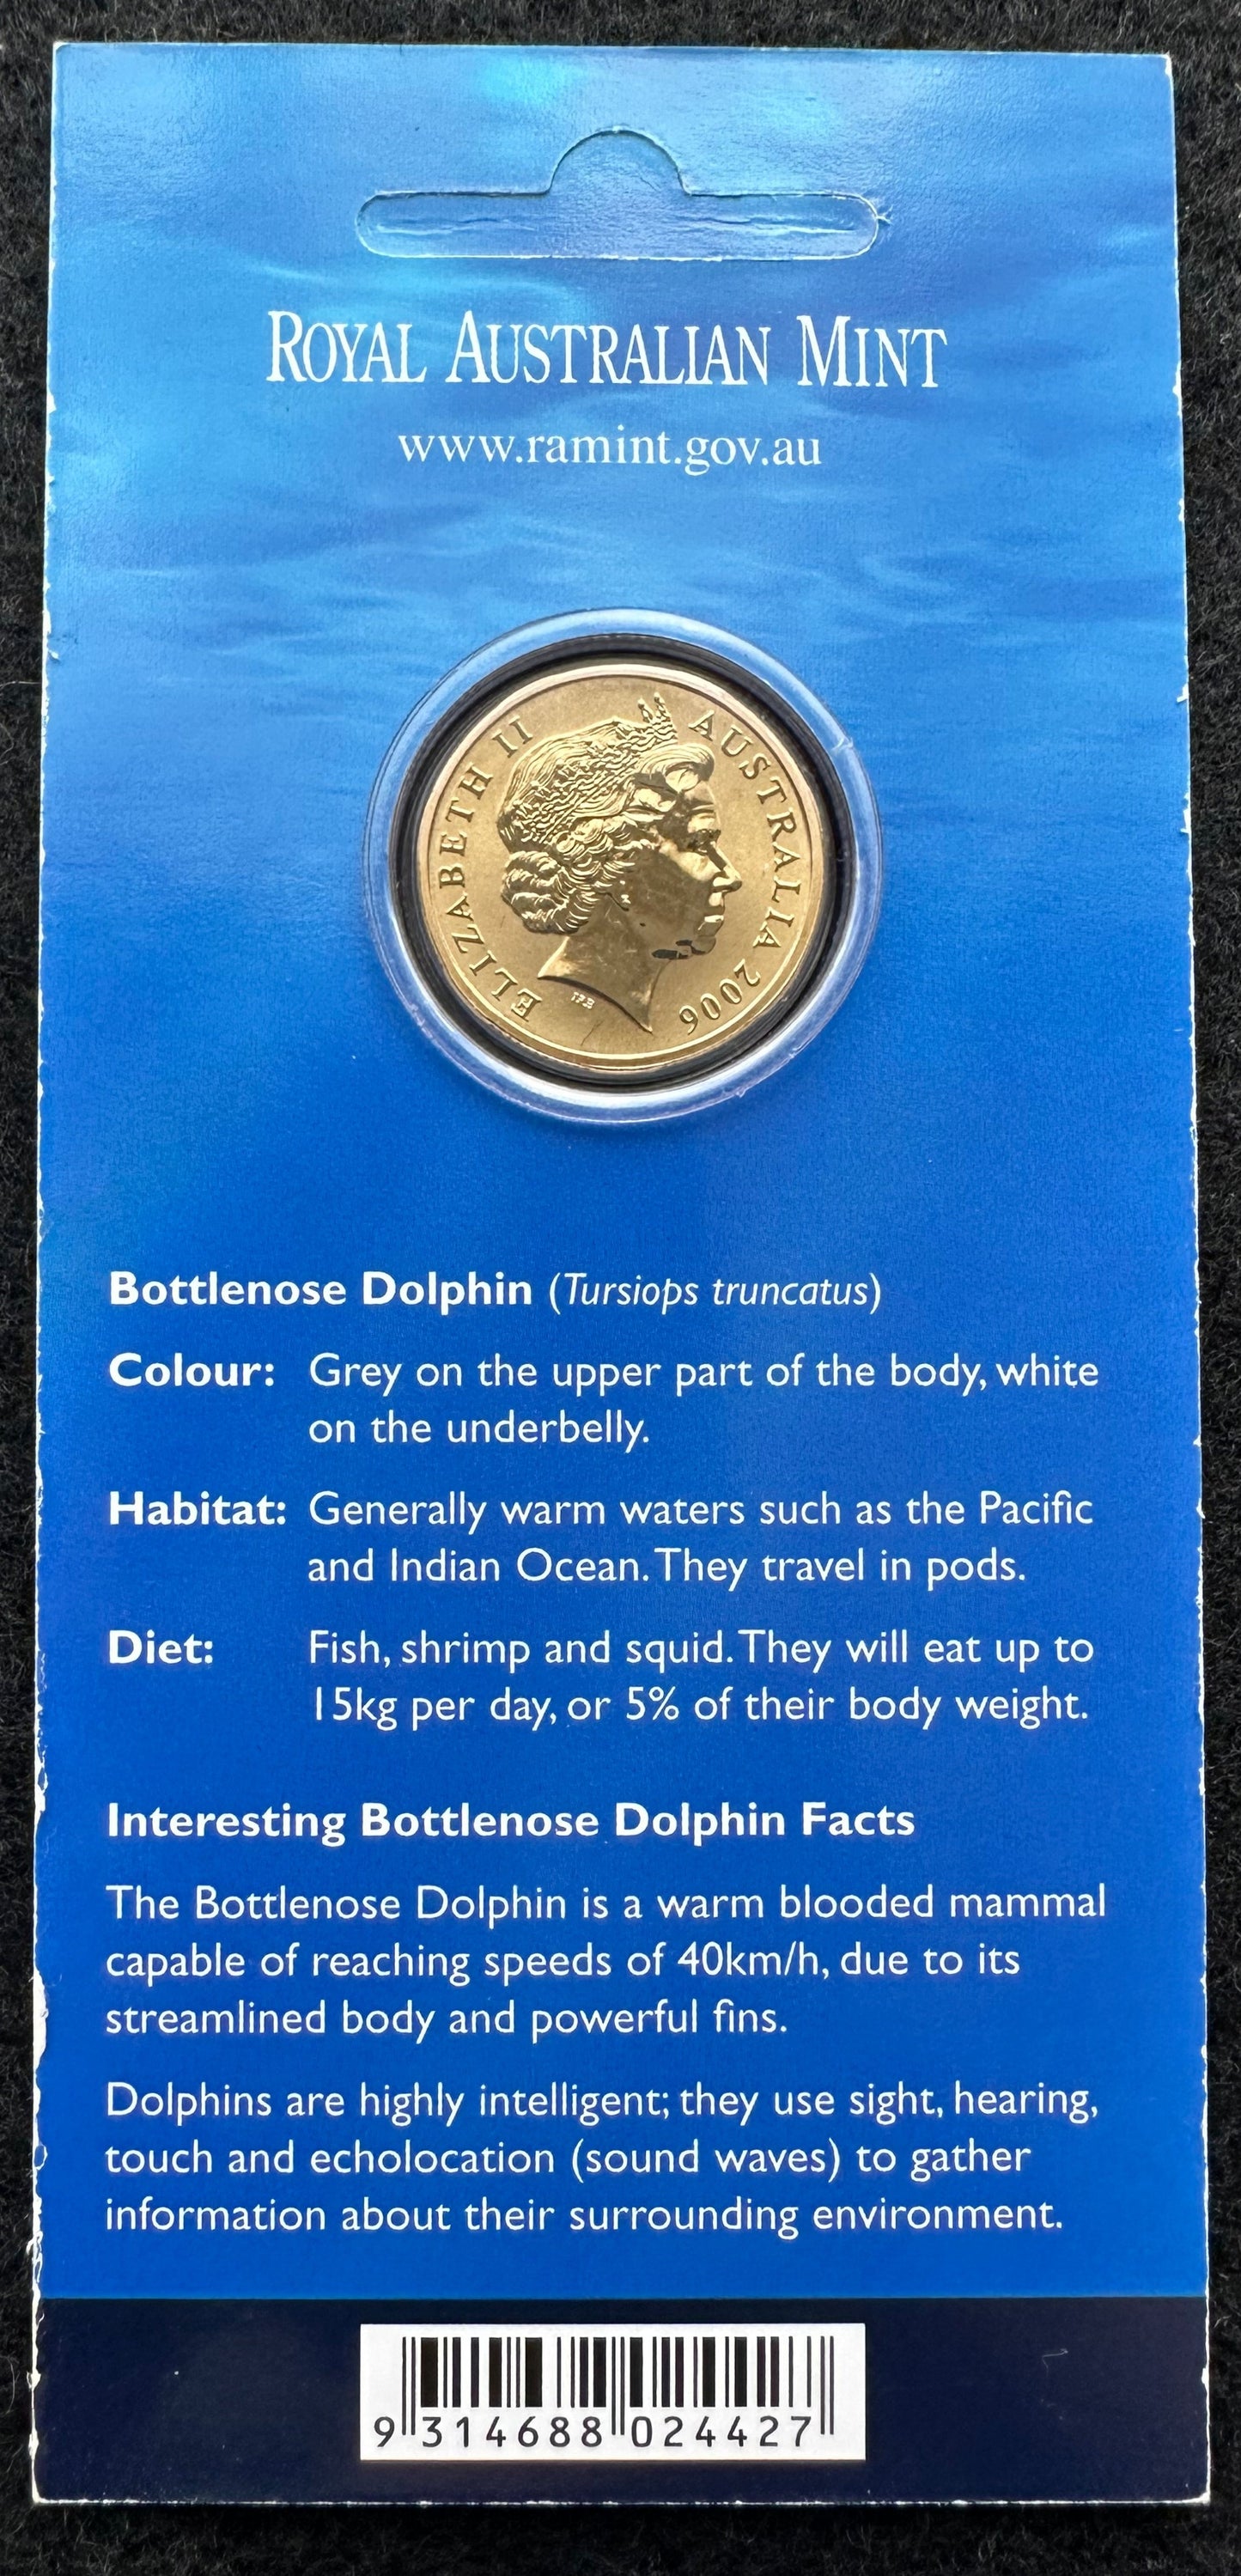 ROYAL AUSTRALIAN MINT
www.ramint.gov.au
ELIZABETH II
AUSTRALIA 2006
IRB
Bottlenose Dolphin (Tursiops truncatus)
Colour: Grey on the upper part of the body, white
on the underbelly.
Habitat: Generally warm waters such as the Pacific
and Indian Ocean. They travel in pods.
Diet: Fish, shrimp and squid. They will eat up to
15kg per day, or 5% of their body weight.
Interesting Bottlenose Dolphin Facts
The Bottlenose Dolphin is a warm blooded mammal
capable of reaching speeds of 40km/h, due to its
streamlined body and powerful fins.
Dolphins are highly intelligent; they use sight, hearing,
touch and echolocation (sound waves) to gather
information about their surrounding environment.
9 314688 024427